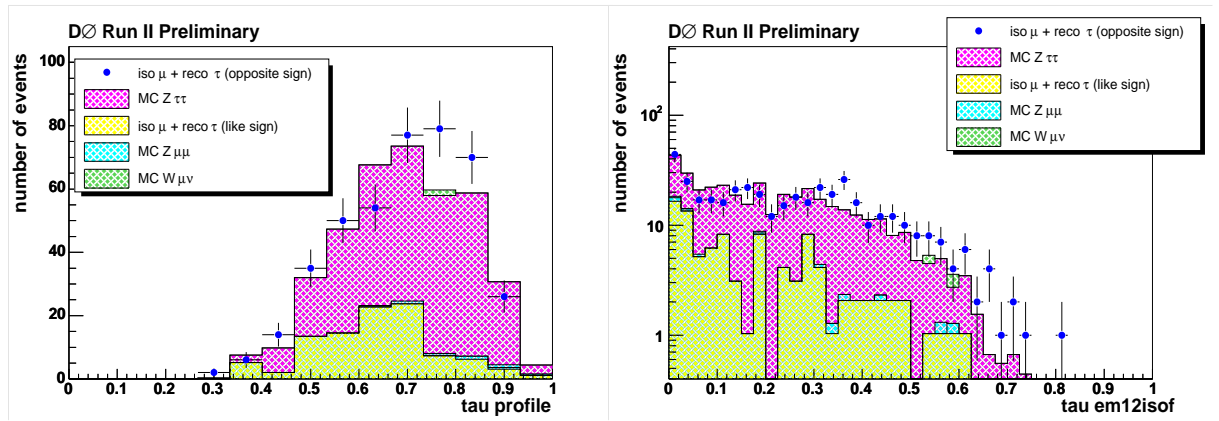 DØ Run II Preliminary
number of events
100
80
60
40
20
0
iso μ + reco τ (opposite sign)
MC Z ττ
iso μ + reco τ (like sign)
MC Z μμ
MC W μν
0 0.1 0.2 0.3 0.4 0.5 0.6 0.7 0.8 0.9 1
tau profile
DØ Run II Preliminary
number of events
10²
10
1
iso μ + reco τ (opposite sign)
MC Z ττ
iso μ + reco τ (like sign)
MC Z μμ
MC W μν
0 0.1 0.2 0.3 0.4 0.5 0.6 0.7 0.8 0.9 1
tau em12isof